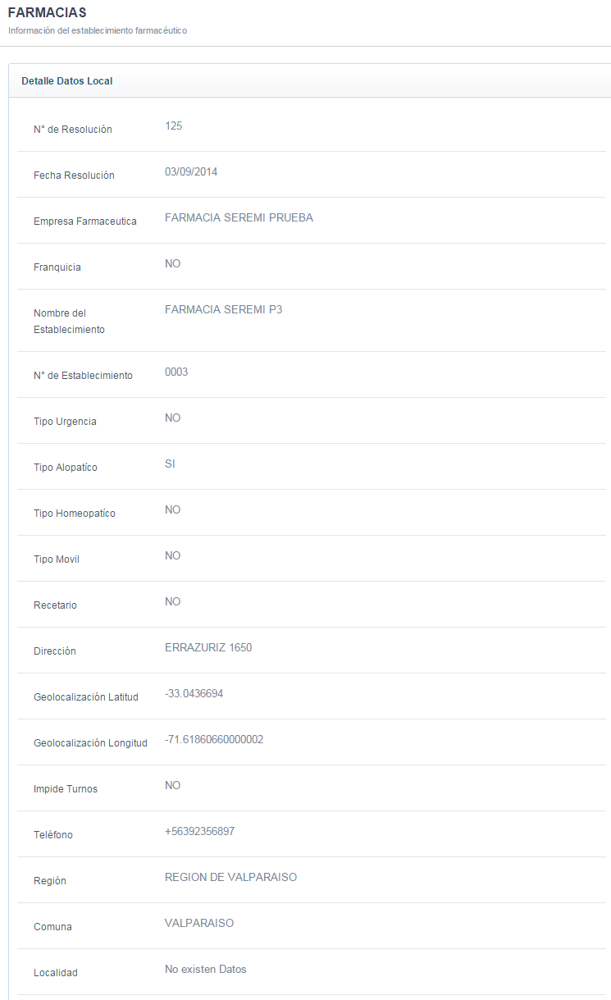 FARMACIAS
Información del establecimiento farmacéutico
Detalle Datos Local
N° de Resolución 125
Fecha Resolución 03/09/2014
Empresa Farmaceutica FARMACIA SEREMI PRUEBA
Franquicia NO
Nombre del FARMACIA SEREMI P3
Establecimiento
N° de Establecimiento 0003
Tipo Urgencia NO
Tipo Alopatíco SI
Tipo Homeopatíco NO
Tipo Movil NO
Recetario NO
Dirección ERRAZURIZ 1650
Geolocalización Latitud -33.0436694
Geolocalización Longitud -71.61860660000002
Impide Turnos NO
Teléfono +56392356897
Región REGION DE VALPARAISO
Comuna VALPARAISO
Localidad No existen Datos